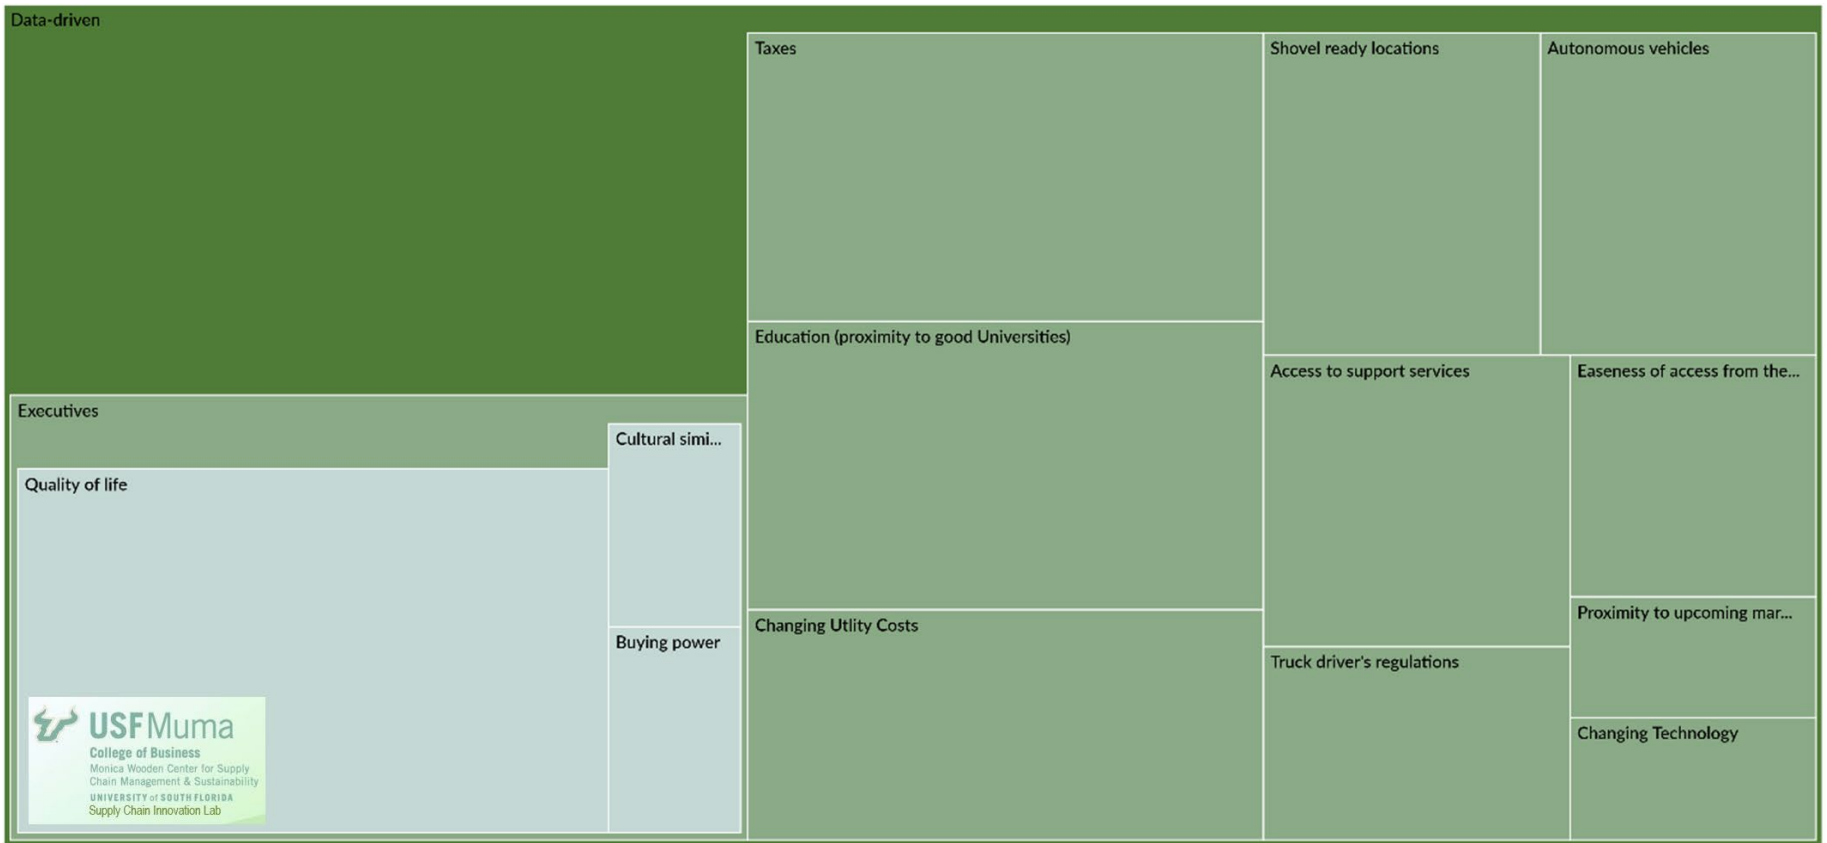 Data-driven
Taxes
Shovel ready locations
Autonomous vehicles
Education (proximity to good Universities)
Access to support services
Easeness of access from the...
Executives
Cultural simi...
Quality of life
Proximity to upcoming mar...
Changing Utlity Costs
Buying power
Truck driver's regulations
Changing Technology
USF Muma
College of Business
Monica Wooden Center for Supply
Chain Management & Sustainability
UNIVERSITY of SOUTH FLORIDA
Supply Chain Innovation Lab